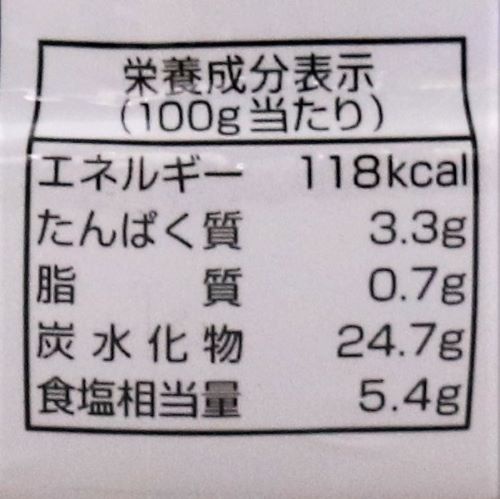 栄養成分表示
(100g当たり)
エネルギー 118kcal
たんぱく質 3.3g
脂質 0.7g
炭水化物 24.7g
食塩相当量 5.4g